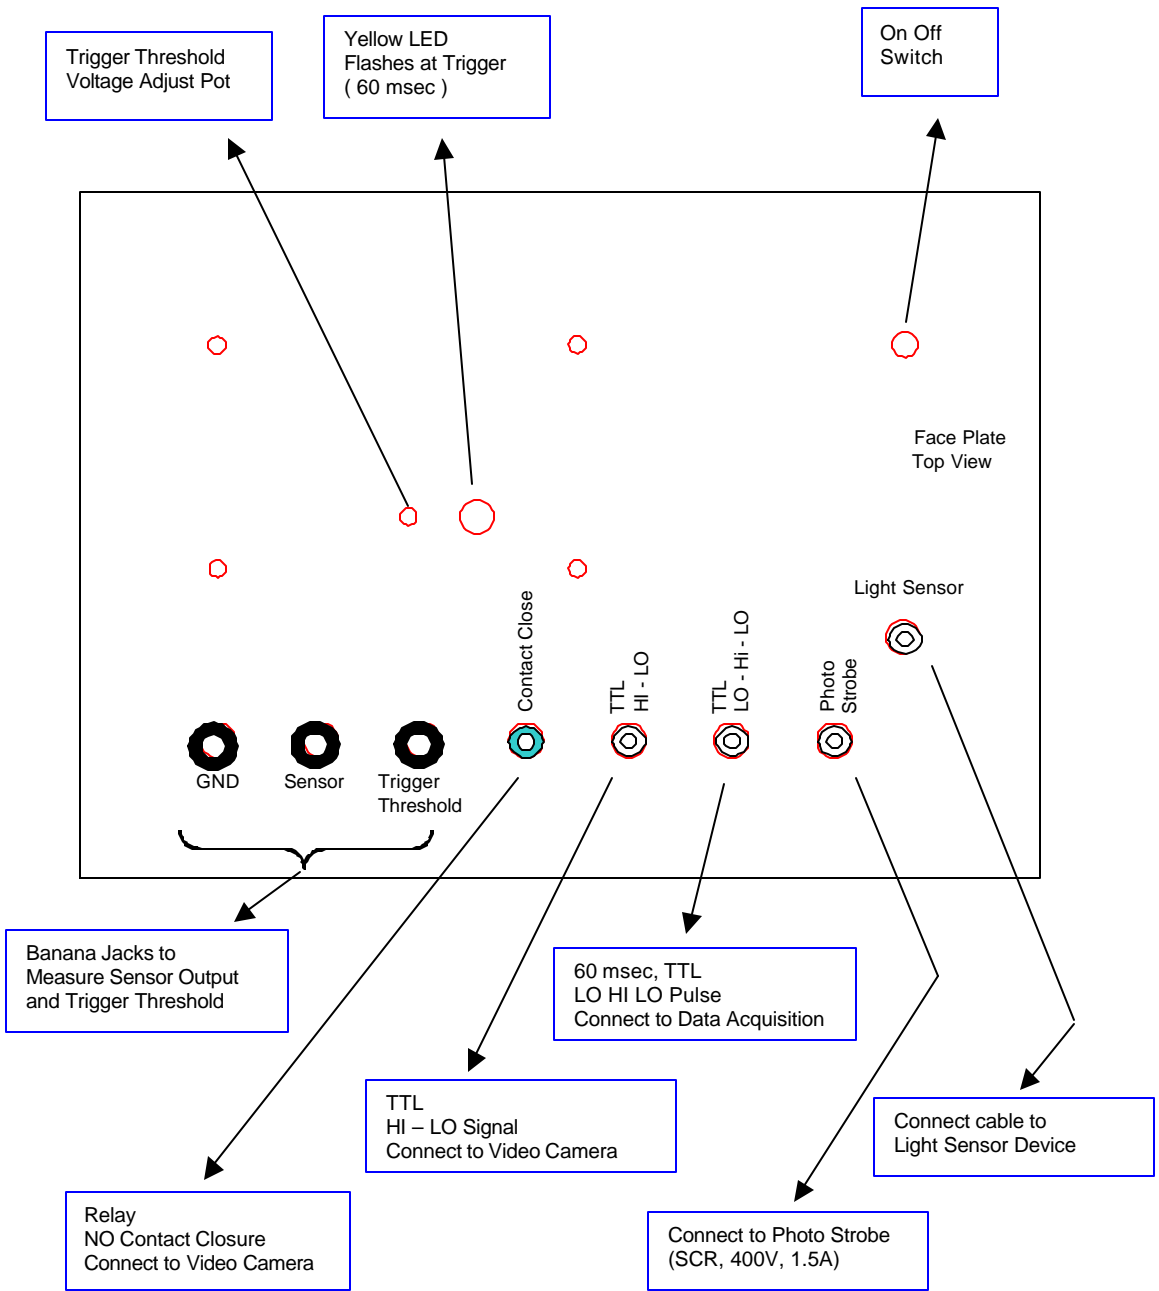 Trigger Threshold
Voltage Adjust Pot
Yellow LED
Flashes at Trigger
( 60 msec )
On Off
Switch
Face Plate
Top View
Light Sensor
Contact Close
TTL
HI - LO
TTL
LO - Hi - LO
Photo
Strobe
GND
Sensor
Trigger
Threshold
Banana Jacks to
Measure Sensor Output
and Trigger Threshold
60 msec, TTL
LO HI LO Pulse
Connect to Data Acquisition
TTL
HI – LO Signal
Connect to Video Camera
Connect cable to
Light Sensor Device
Relay
NO Contact Closure
Connect to Video Camera
Connect to Photo Strobe
(SCR, 400V, 1.5A)